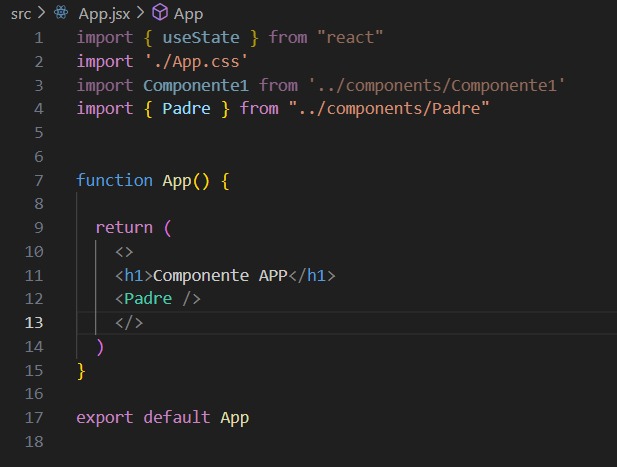 src > App.jsx > App
1 import { useState } from "react"
2 import './App.css'
3 import Componente1 from '../components/Componente1'
4 import { Padre } from "../components/Padre"
5
6
7 function App() {
8
9   return (
10     <>
11     <h1>Componente APP</h1>
12     <Padre />
13     </>
14   )
15 }
16
17 export default App
18